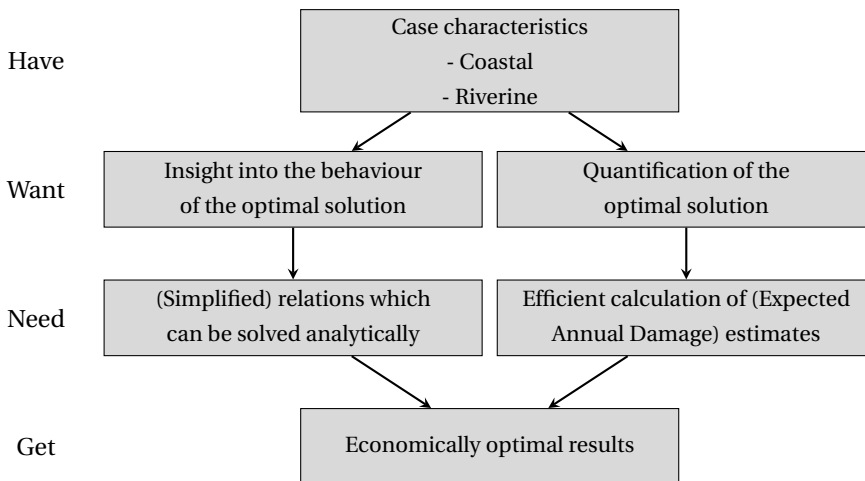 Have
Case characteristics
- Coastal
- Riverine
Want
Insight into the behaviour
of the optimal solution
Quantification of the
optimal solution
Need
(Simplified) relations which
can be solved analytically
Efficient calculation of (Expected
Annual Damage) estimates
Get
Economically optimal results